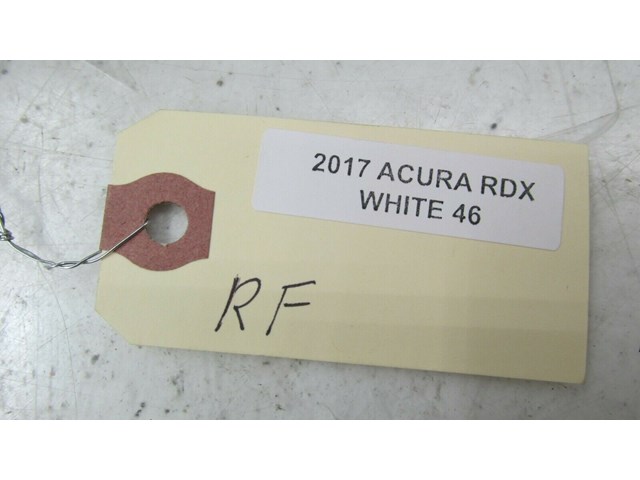 2017 ACURA RDX
WHITE 46
RF